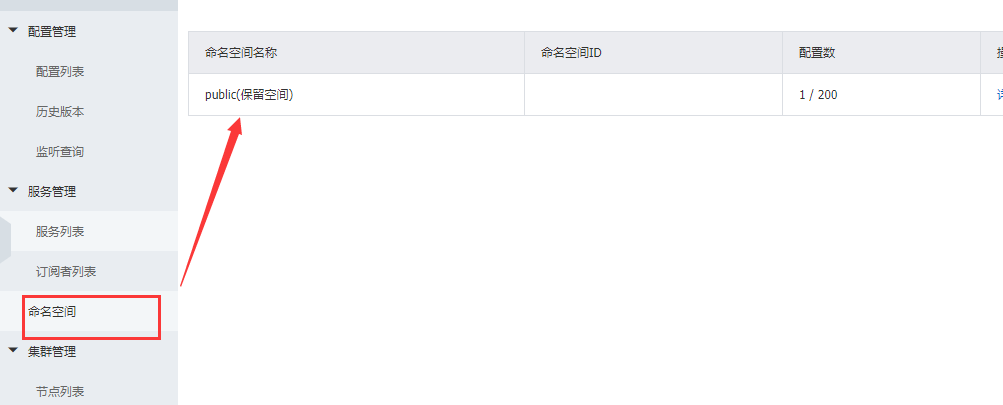 配置管理
配置列表
历史版本
监听查询
服务管理
服务列表
订阅者列表
命名空间
集群管理
节点列表
命名空间名称 命名空间ID 配置数
public(保留空间) 1 / 200